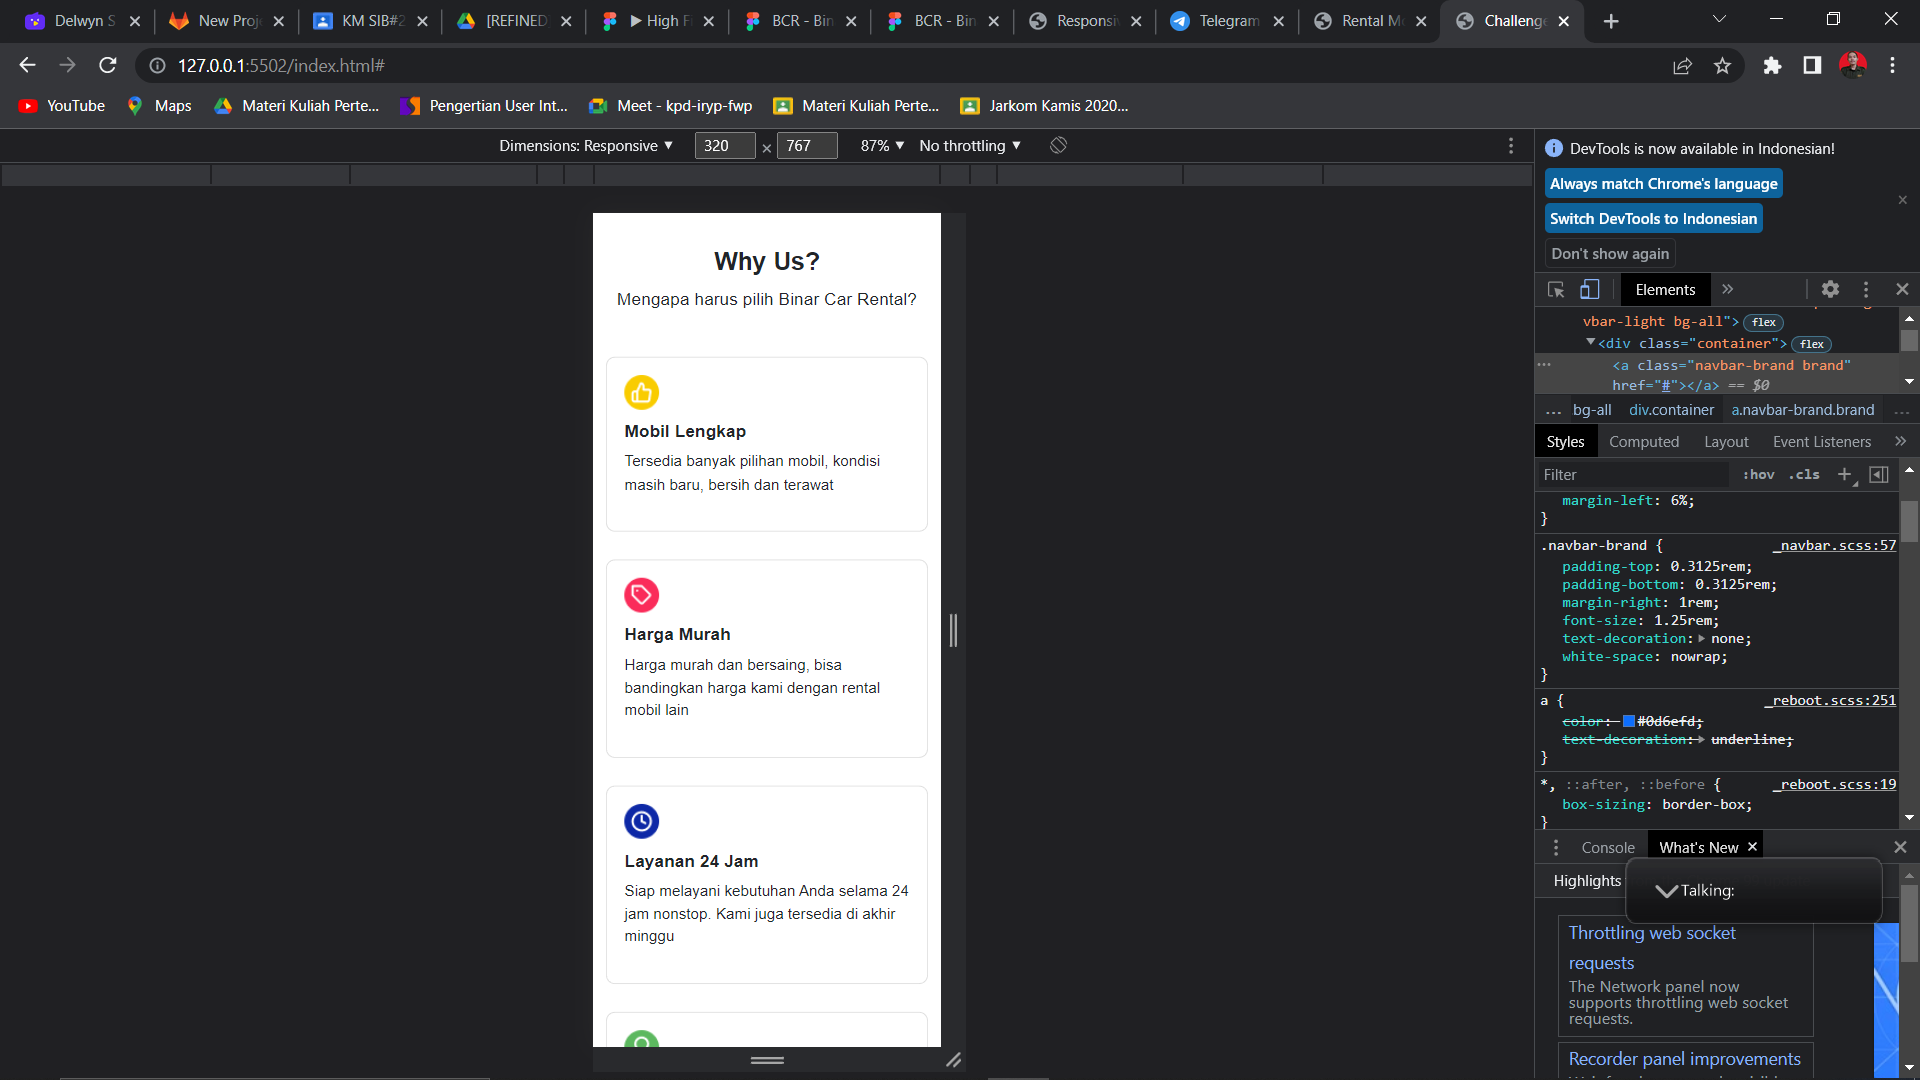 Delwyn S
New Proj
KM SIB#2
[REFINED
▶ High F
BCR - Bin
BCR - Bin
Responsiv
Telegram
Rental M
Challenge
127.0.0.1:5502/index.html#
YouTube
Maps
Materi Kuliah Perte...
Pengertian User Int...
Meet - kpd-iryp-fwp
Materi Kuliah Perte...
Jarkom Kamis 2020...
Dimensions: Responsive ▼ 320 × 767 87% ▼ No throttling ▼
Why Us?
Mengapa harus pilih Binar Car Rental?
Mobil Lengkap
Tersedia banyak pilihan mobil, kondisi
masih baru, bersih dan terawat
Harga Murah
Harga murah dan bersaing, bisa
bandingkan harga kami dengan rental
mobil lain
Layanan 24 Jam
Siap melayani kebutuhan Anda selama 24
jam nonstop. Kami juga tersedia di akhir
minggu
DevTools is now available in Indonesian!
Always match Chrome's language
Switch DevTools to Indonesian
Don't show again
Elements »
vbar-light bg-all"> flex
▼<div class="container"> flex
<a class="navbar-brand brand"
href="#"></a> == $0
... bg-all div.container a.navbar-brand.brand ...
Styles Computed Layout Event Listeners »
Filter :hov .cls +
margin-left: 6%;
}
.navbar-brand { _navbar.scss:57
padding-top: 0.3125rem;
padding-bottom: 0.3125rem;
margin-right: 1rem;
font-size: 1.25rem;
text-decoration: ▶ none;
white-space: nowrap;
}
a { _reboot.scss:251
color: #0d6efd;
text-decoration: ▶ underline;
}
*, ::after, ::before { _reboot.scss:19
box-sizing: border-box;
}
Console What's New
Highlights
Talking:
Throttling web socket
requests
The Network panel now
supports throttling web socket
requests.
Recorder panel improvements